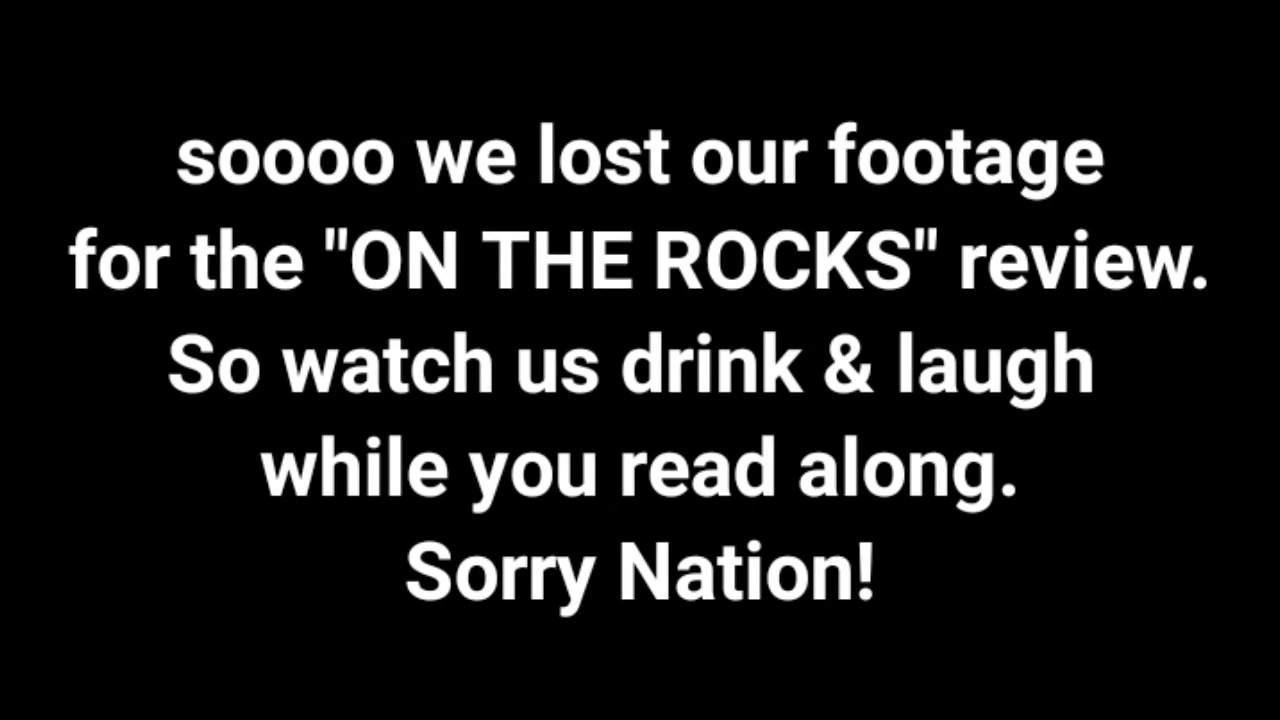 soooo we lost our footage
for the "ON THE ROCKS" review.
So watch us drink & laugh
while you read along.
Sorry Nation!